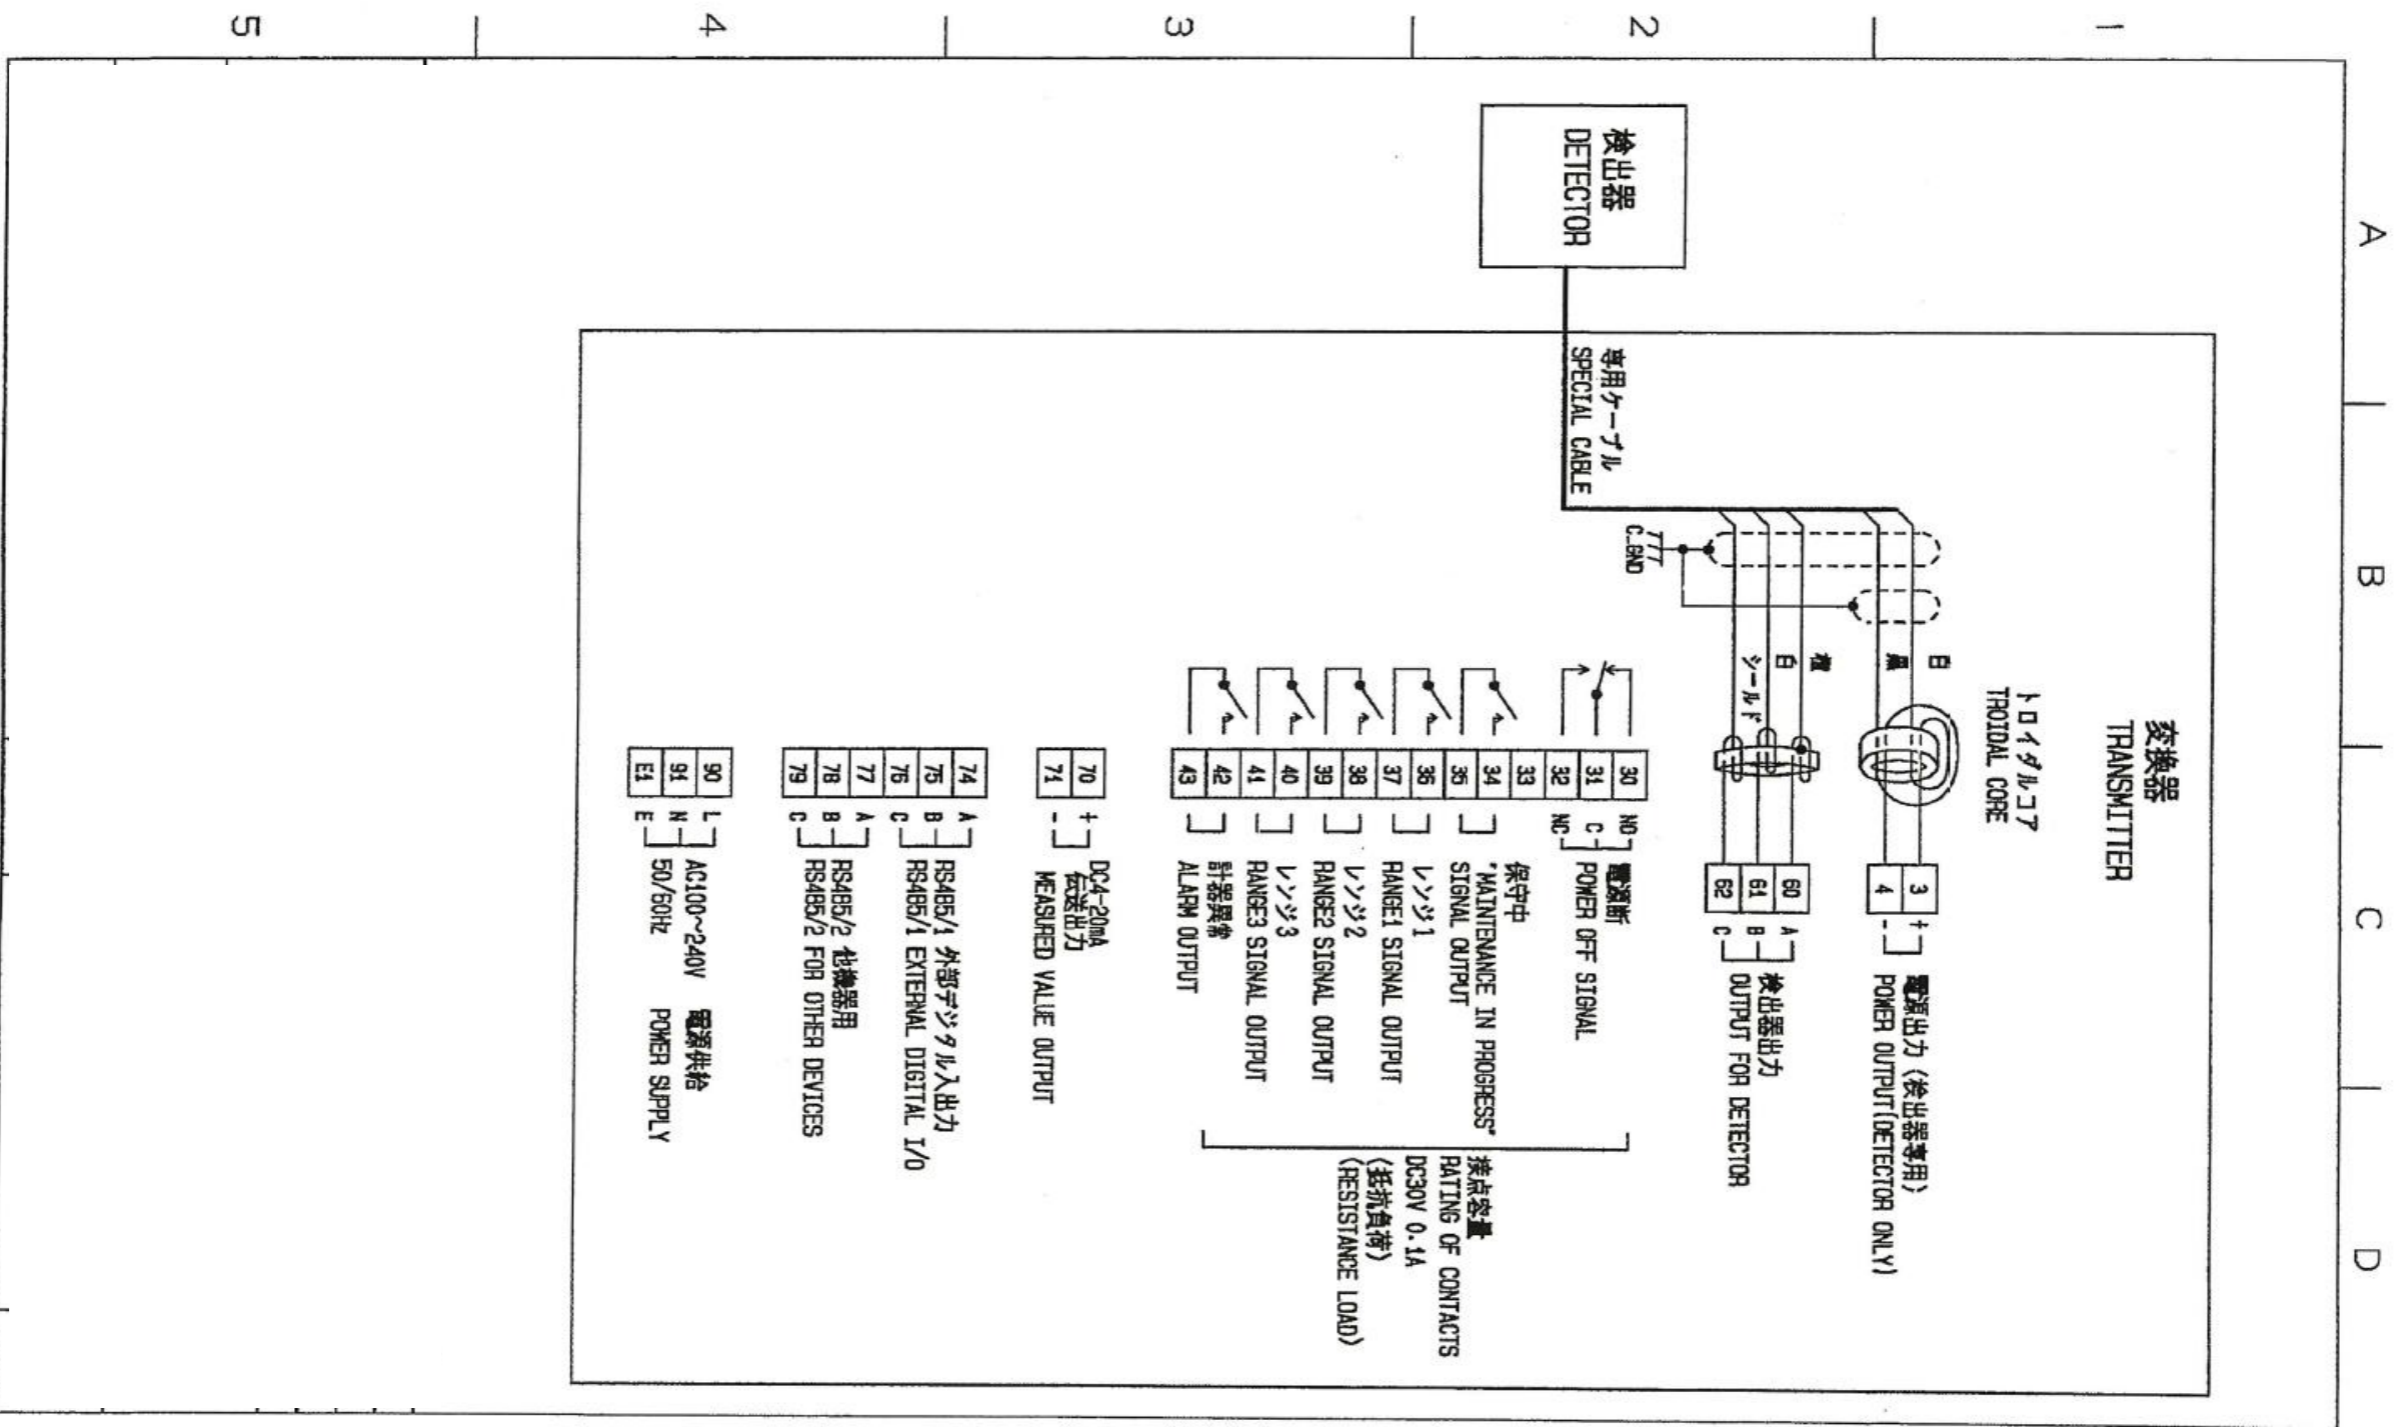 1
2
3
4
5
A
B
C
D
変換器
TRANSMITTER
トロイダルコア
TROIDAL CORE
検出器
DETECTOR
専用ケーブル
SPECIAL CABLE
C_GND
白
黒
橙
白
シールド
3 +
4 -
電源出力 (検出器専用)
POWER OUTPUT(DETECTOR ONLY)
60 A
61 B
62 C
検出器出力
OUTPUT FOR DETECTOR
30 NO
31 C
32 NC
電源断
POWER OFF SIGNAL
33
34
35
保守中
"MAINTENANCE IN PROGRESS"
SIGNAL OUTPUT
36
37
レンジ1
RANGE1 SIGNAL OUTPUT
38
39
レンジ2
RANGE2 SIGNAL OUTPUT
40
41
レンジ3
RANGE3 SIGNAL OUTPUT
42
43
計器異常
ALARM OUTPUT
接点容量
RATING OF CONTACTS
DC30V 0.1A
(抵抗負荷)
(RESISTANCE LOAD)
70 +
71 -
DC4-20mA
伝送出力
MEASURED VALUE OUTPUT
74 A
75 B
76 C
RS485/1 外部デジタル入出力
RS485/1 EXTERNAL DIGITAL I/O
77 A
78 B
79 C
RS485/2 他機器用
RS485/2 FOR OTHER DEVICES
90 L
91 N
E1 E
AC100~240V 電源供給
50/60Hz POWER SUPPLY